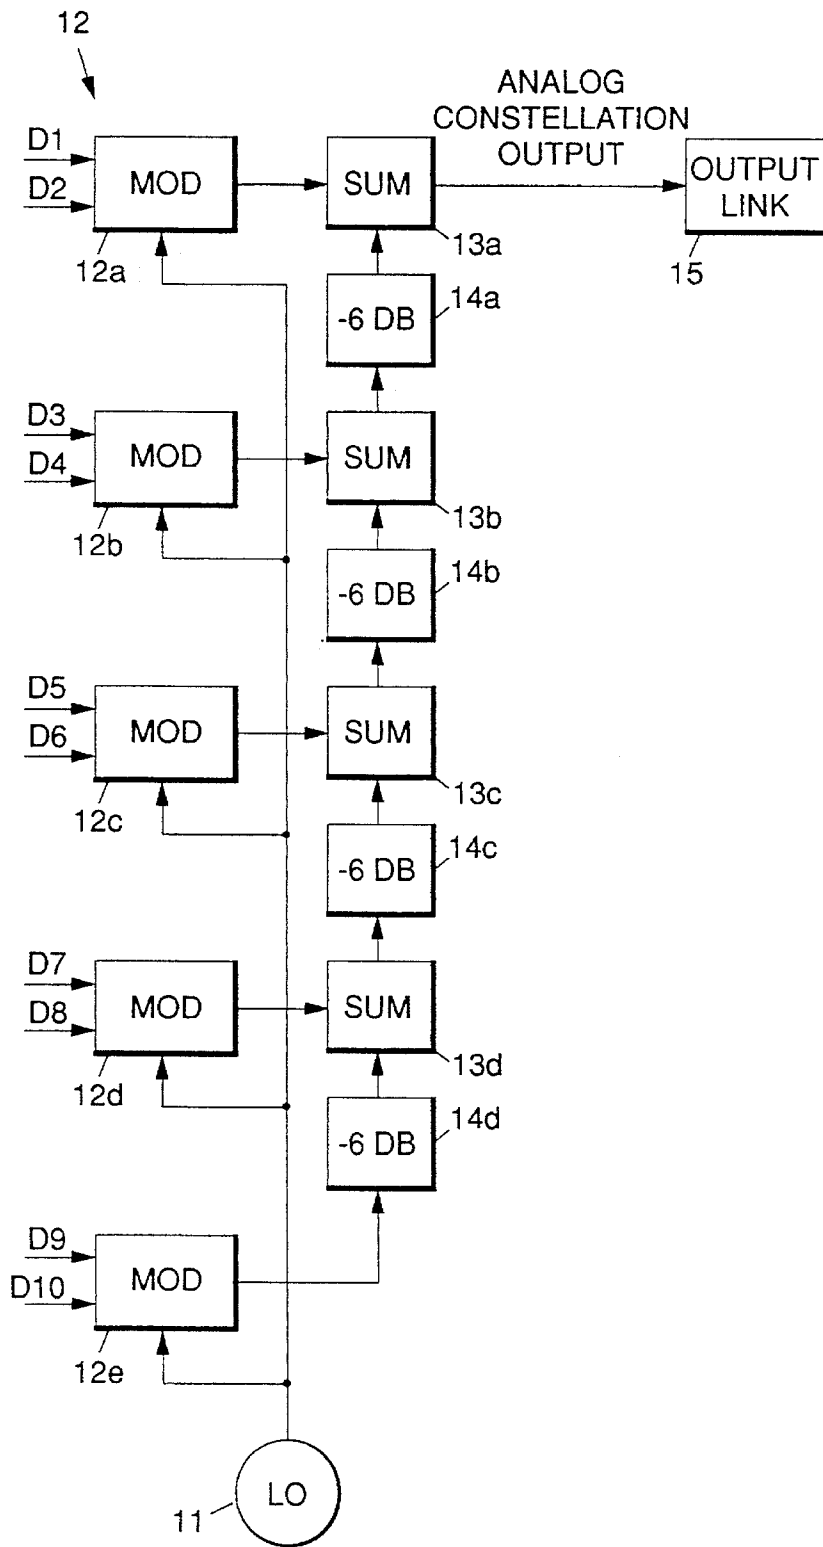 12
ANALOG
CONSTELLATION
OUTPUT
D1
D2
MOD
SUM
OUTPUT
LINK
12a
13a
15
-6 DB
14a
D3
D4
MOD
SUM
12b
13b
-6 DB
14b
D5
D6
MOD
SUM
12c
13c
-6 DB
14c
D7
D8
MOD
SUM
12d
13d
-6 DB
14d
D9
D10
MOD
12e
LO
11